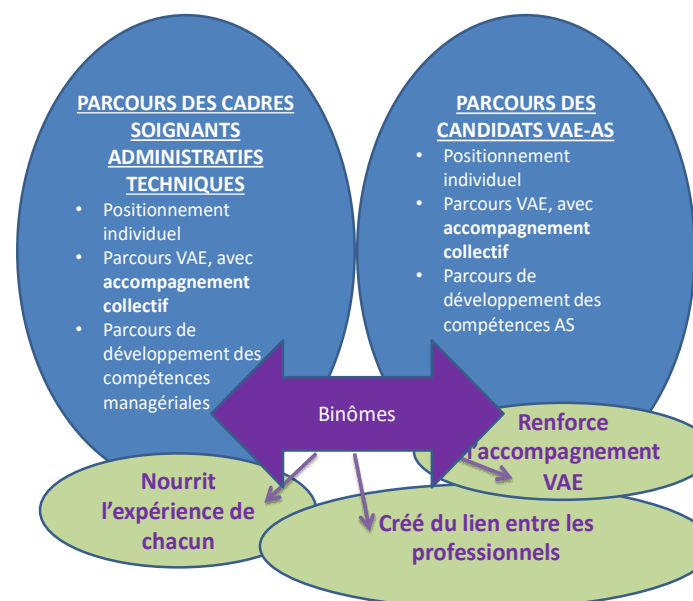 PARCOURS DES CADRES
SOIGNANTS
ADMINISTRATIFS
TECHNIQUES
• Positionnement
individuel
• Parcours VAE, avec
accompagnement
collectif
• Parcours de
développement des
compétences
managériales
PARCOURS DES
CANDIDATS VAE-AS
• Positionnement
individuel
• Parcours VAE, avec
accompagnement
collectif
• Parcours de
développement des
compétences AS
Binômes
Renforce
l'accompagnement
VAE
Nourrit
l'expérience de
chacun
Créé du lien entre les
professionnels